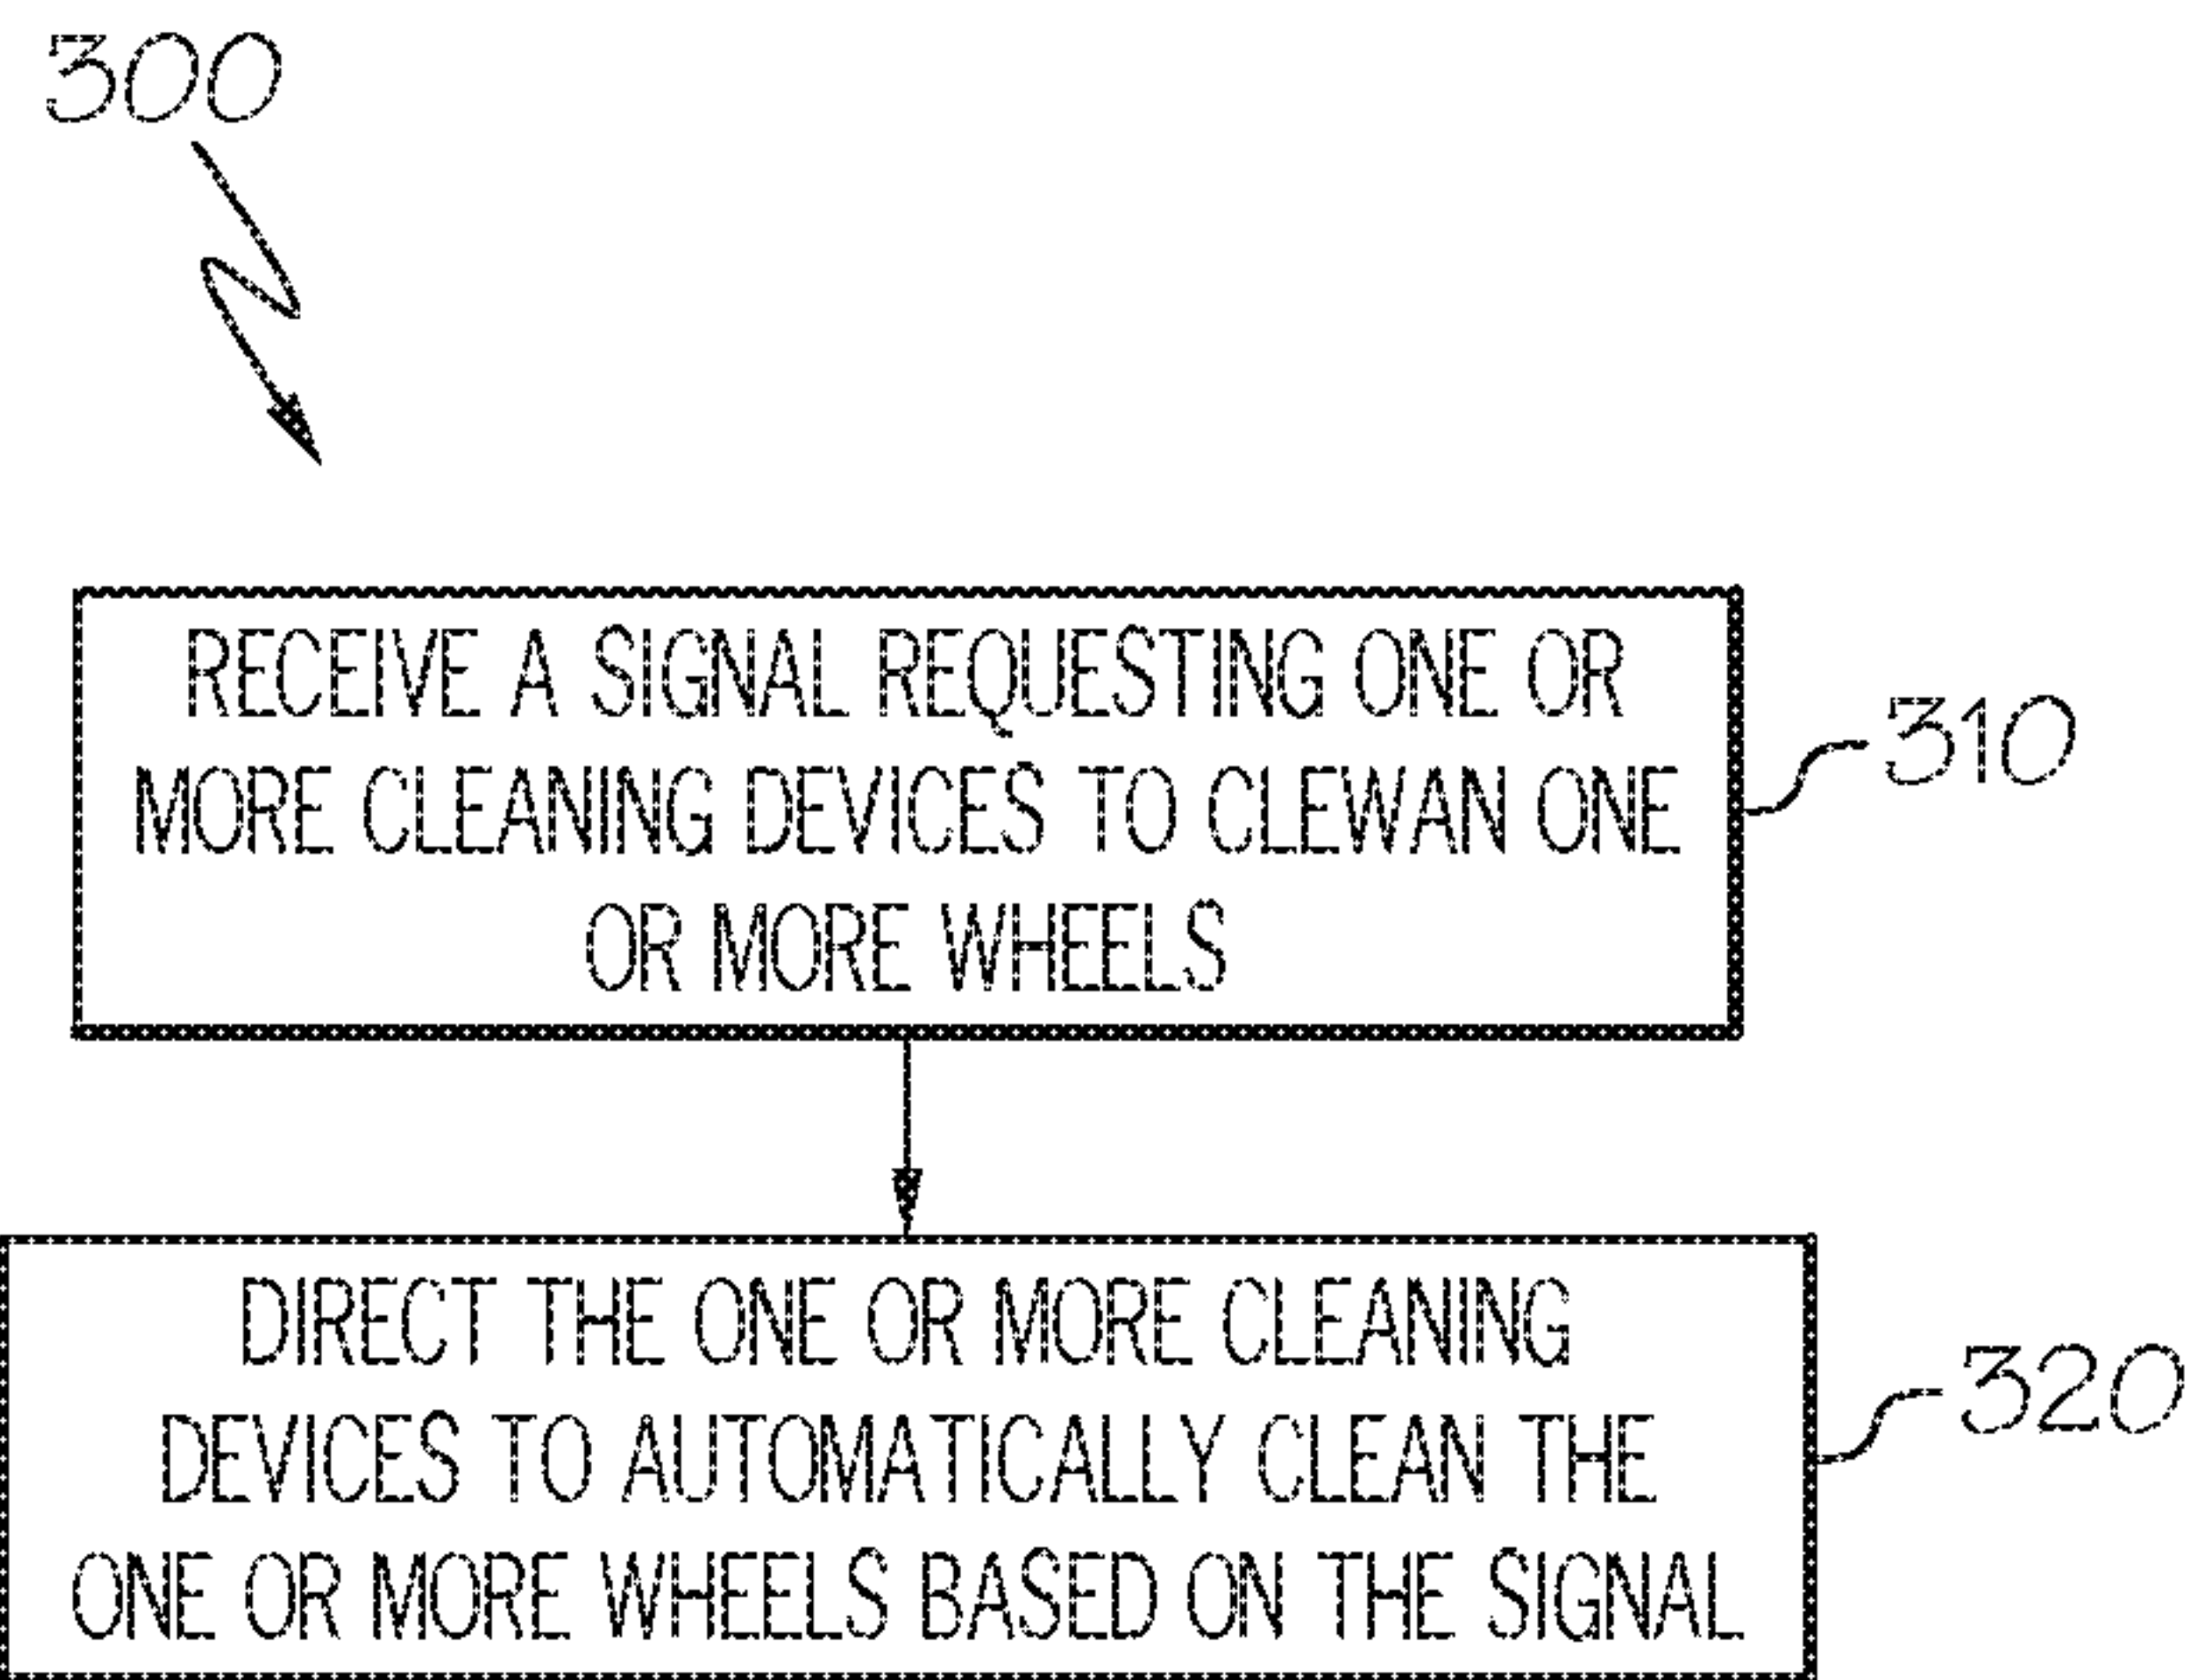 300
RECEIVE A SIGNAL REQUESTING ONE OR
MORE CLEANING DEVICES TO CLEWAN ONE
OR MORE WHEELS
310
DIRECT THE ONE OR MORE CLEANING
DEVICES TO AUTOMATICALLY CLEAN THE
ONE OR MORE WHEELS BASED ON THE SIGNAL
320